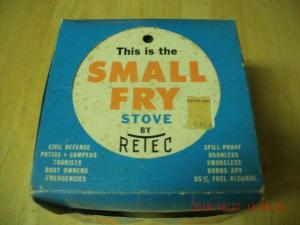 This is the
SMALL
FRY
STOVE
BY
RETEC
CIVIL DEFENSE
PATIOS • CAMPERS
TOURISTS
BOAT OWNERS
EMERGENCIES
SPILL-PROOF
ODORLESS
SMOKELESS
BURNS ANY
95% FUEL ALCOHOL